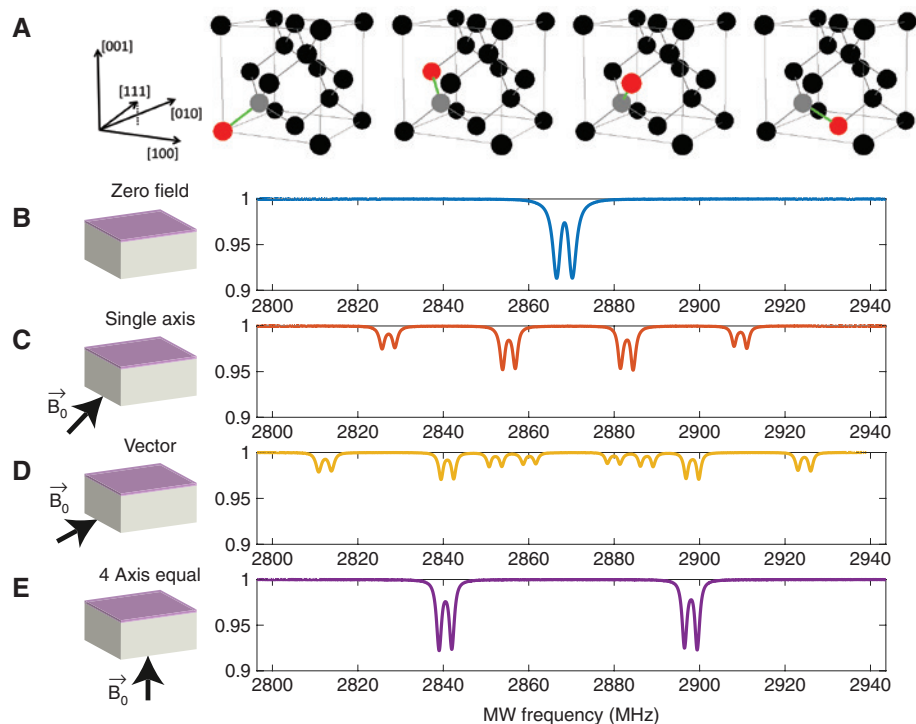 A
[001]
[111]
[010]
[100]
B
Zero field
1
0.95
0.9
2800 2820 2840 2860 2880 2900 2920 2940
C
Single axis
B₀
1
0.95
0.9
2800 2820 2840 2860 2880 2900 2920 2940
D
Vector
B₀
1
0.95
0.9
2800 2820 2840 2860 2880 2900 2920 2940
E
4 Axis equal
B₀
1
0.95
0.9
2800 2820 2840 2860 2880 2900 2920 2940
MW frequency (MHz)